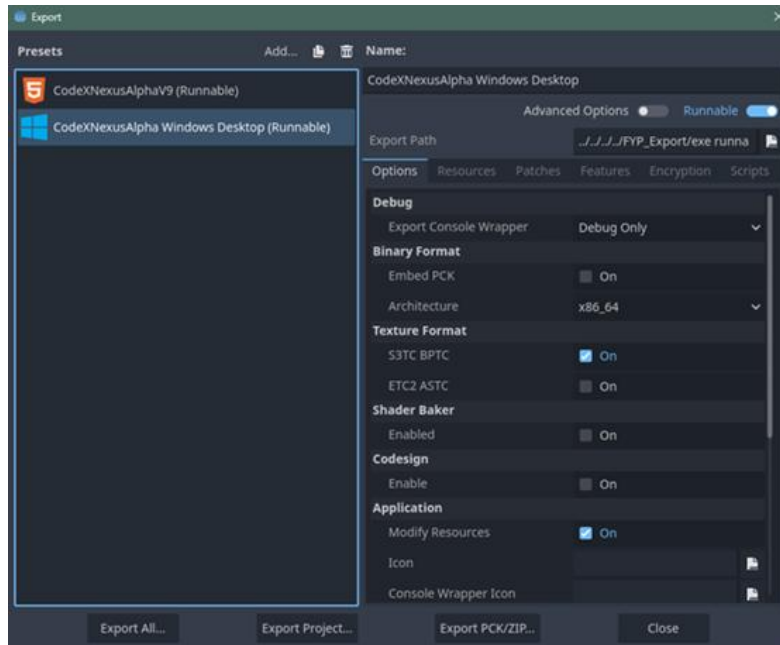 Export
Presets Add... Name:
CodeXNexusAlphaV9 (Runnable)
CodeXNexusAlpha Windows Desktop (Runnable)
CodeXNexusAlpha Windows Desktop
Advanced Options Runnable
Export Path ../../../../FYP_Export/exe runna
Options Resources Patches Features Encryption Scripts
Debug
Export Console Wrapper Debug Only
Binary Format
Embed PCK On
Architecture x86_64
Texture Format
S3TC BPTC On
ETC2 ASTC On
Shader Baker
Enabled On
Codesign
Enable On
Application
Modify Resources On
Icon
Console Wrapper Icon
Export All... Export Project... Export PCK/ZIP... Close